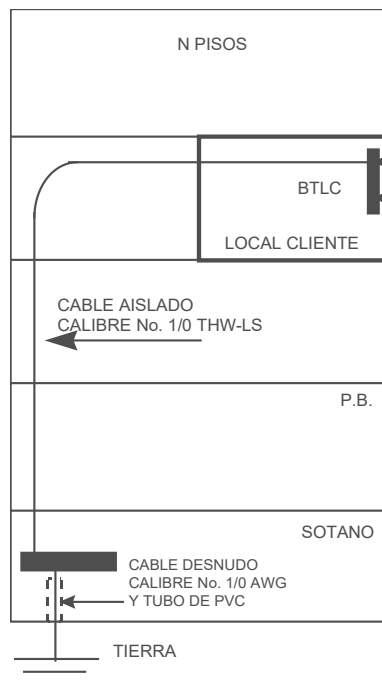 N PISOS
BTLC
LOCAL CLIENTE
CABLE AISLADO
CALIBRE No. 1/0 THW-LS
P.B.
SOTANO
CABLE DESNUDO
CALIBRE No. 1/0 AWG
Y TUBO DE PVC
TIERRA